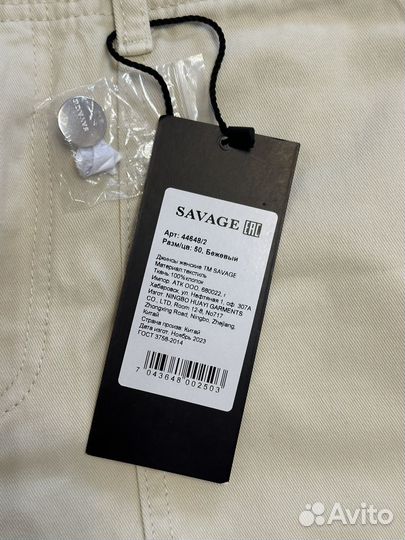 SAVAGE EAC
Арт: 44648/2
Разм/цв: 50, Бежевый
Джинсы женские ТМ SAVAGE
Материал:текстиль
Ткань:100%хлопок
Импор. АТК ООО, 680022, г
Хабаровск, ул. Нефтяная 1, оф. 307А
Изгот. NINGBO HUAYI GARMENTS
CO., LTD, Room 12-8, No717
Zhongxing Road, Ningbo, Zhejiang,
Китай
Страна произв: Китай
Дата изгот: Ноябрь 2023
ГОСТ 3758-2014
7 043648 002503
SAVAGE
Avito